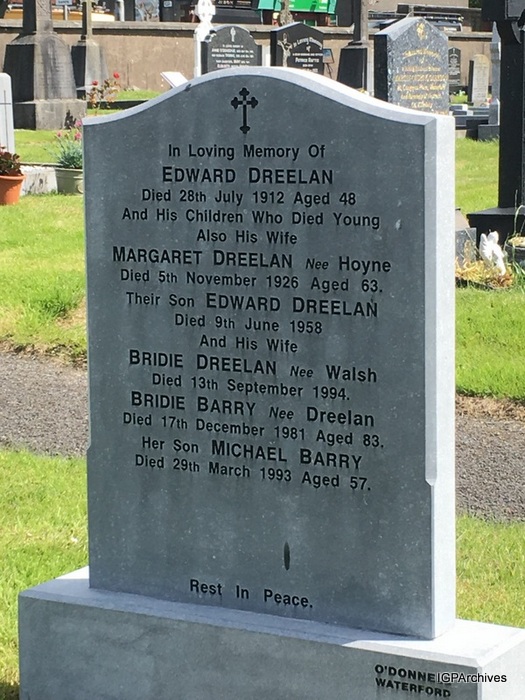 In Loving Memory Of
EDWARD DREELAN
Died 28th July 1912 Aged 48
And His Children Who Died Young
Also His Wife
MARGARET DREELAN Nee Hoyne
Died 5th November 1926 Aged 63.
Their Son EDWARD DREELAN
Died 9th June 1958
And His Wife
BRIDIE DREELAN Nee Walsh
Died 13th September 1994.
BRIDIE BARRY Nee Dreelan
Died 17th December 1981 Aged 83.
Her Son MICHAEL BARRY
Died 29th March 1993 Aged 57.
Rest In Peace.
O'DONNE
WATERFORD
IGPArchives